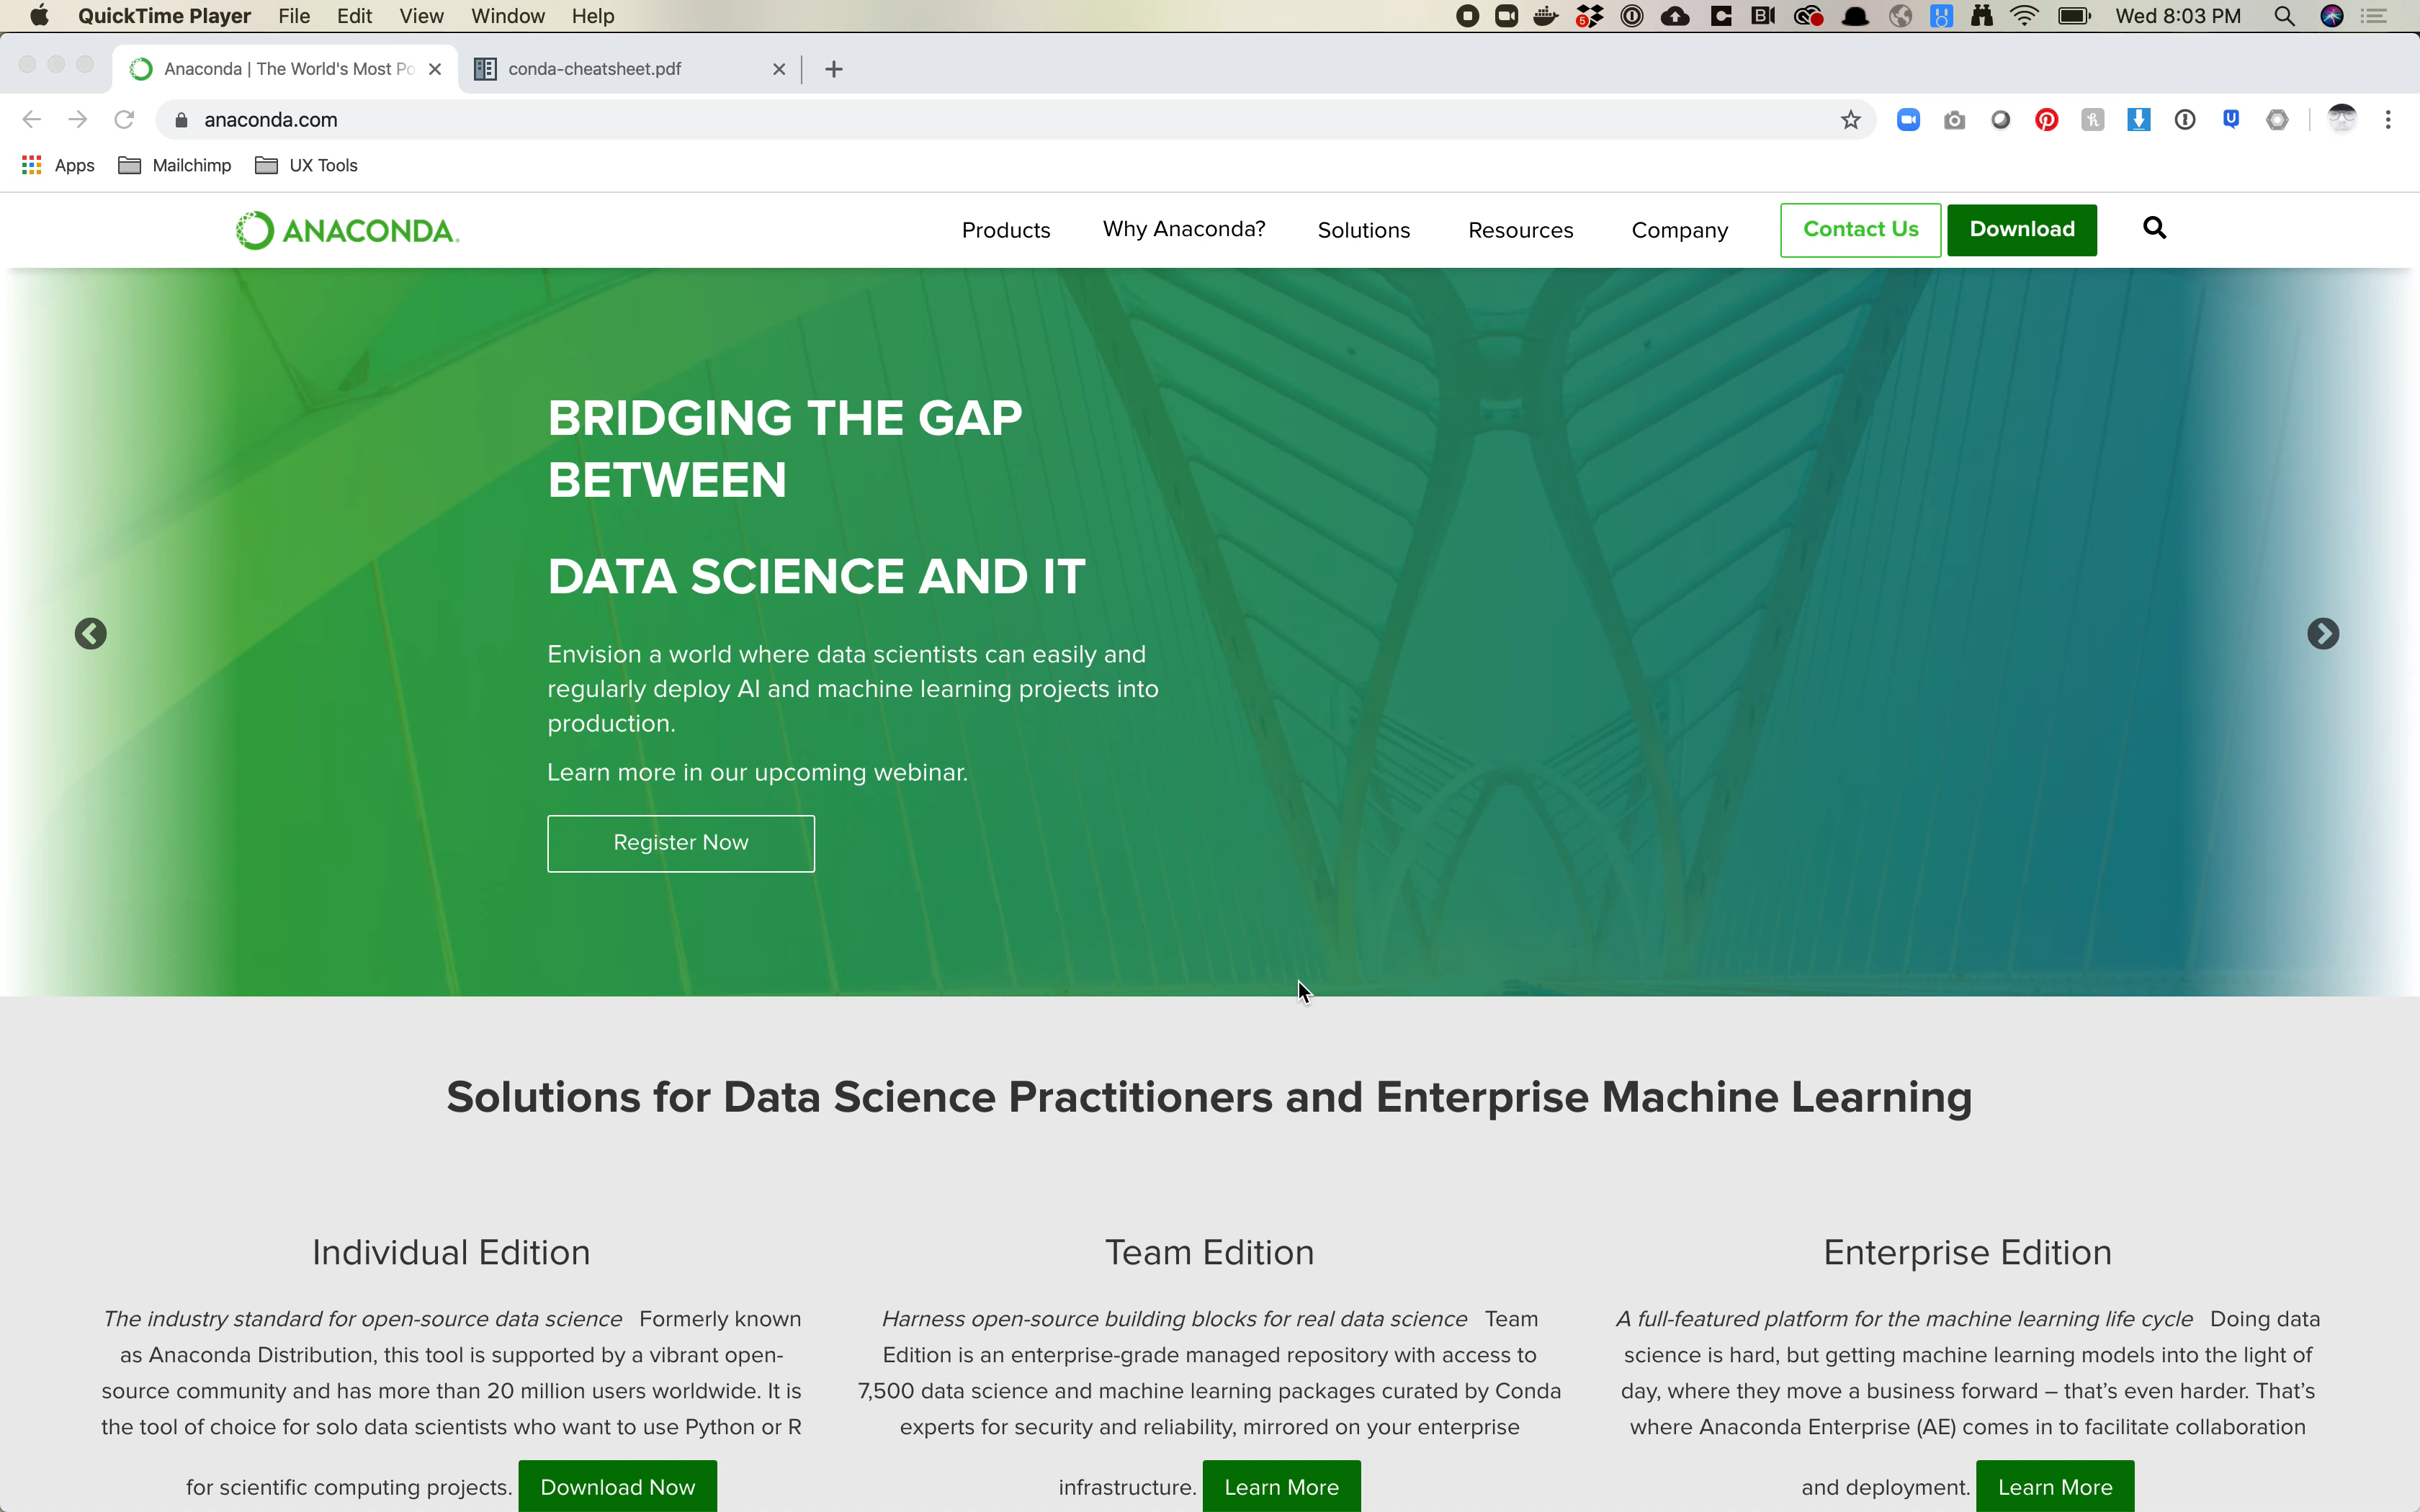 QuickTime Player File Edit View Window Help Wed 8:03 PM
Anaconda | The World's Most Po
conda-cheatsheet.pdf
anaconda.com
Apps Mailchimp UX Tools
ANACONDA.
Products Why Anaconda? Solutions Resources Company Contact Us Download
BRIDGING THE GAP
BETWEEN
DATA SCIENCE AND IT
Envision a world where data scientists can easily and
regularly deploy AI and machine learning projects into
production.
Learn more in our upcoming webinar.
Register Now
Solutions for Data Science Practitioners and Enterprise Machine Learning
Individual Edition
The industry standard for open-source data science Formerly known
as Anaconda Distribution, this tool is supported by a vibrant open-
source community and has more than 20 million users worldwide. It is
the tool of choice for solo data scientists who want to use Python or R
for scientific computing projects. Download Now
Team Edition
Harness open-source building blocks for real data science Team
Edition is an enterprise-grade managed repository with access to
7,500 data science and machine learning packages curated by Conda
experts for security and reliability, mirrored on your enterprise
infrastructure. Learn More
Enterprise Edition
A full-featured platform for the machine learning life cycle Doing data
science is hard, but getting machine learning models into the light of
day, where they move a business forward – that's even harder. That's
where Anaconda Enterprise (AE) comes in to facilitate collaboration
and deployment. Learn More